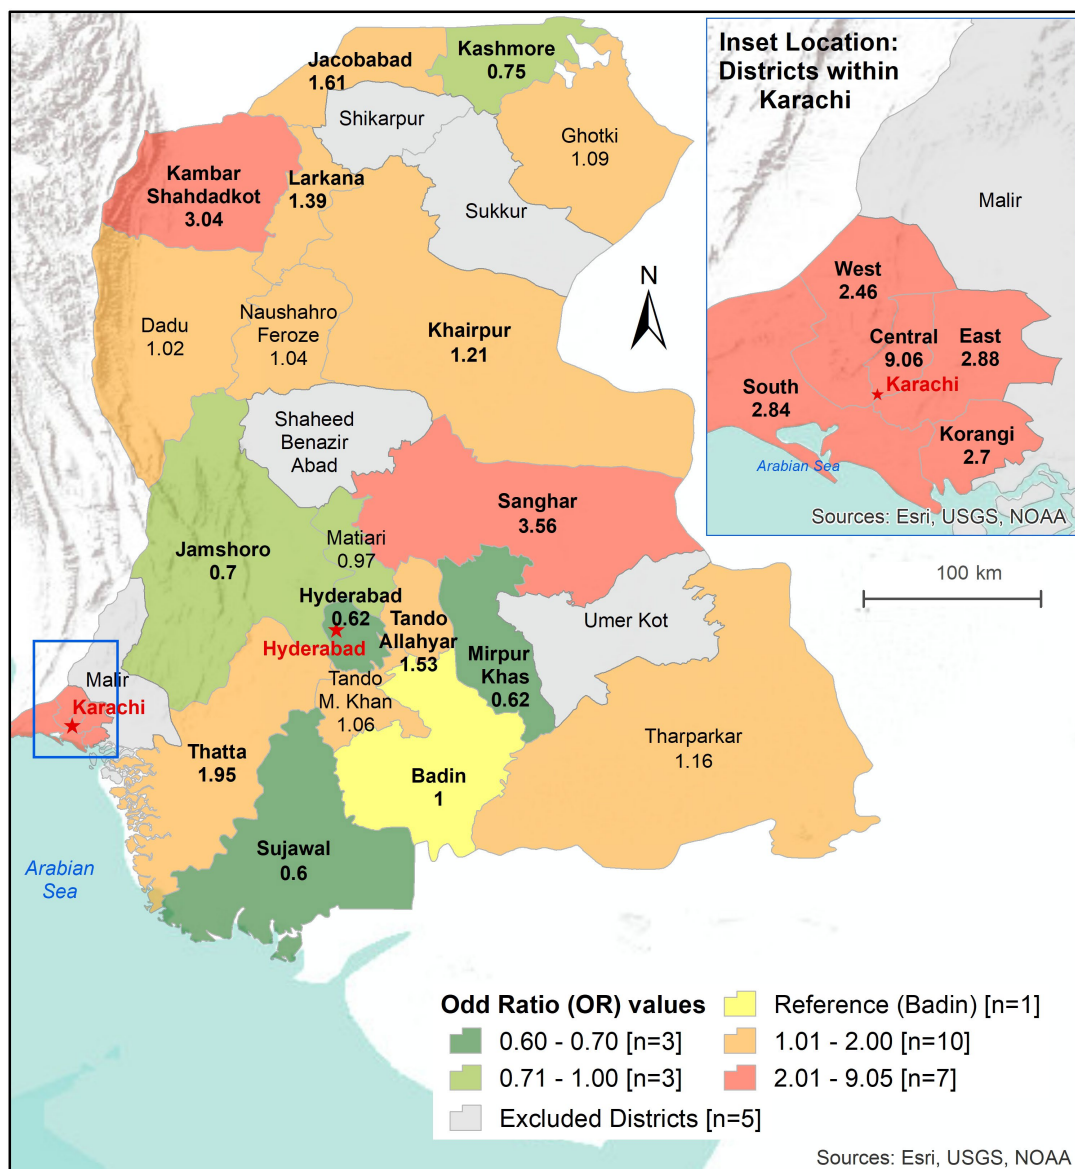 Jacobabad
1.61
Kashmore
0.75
Shikarpur
Ghotki
1.09
Kambar
Shahdadkot
3.04
Larkana
1.39
Sukkur
N
Dadu
1.02
Naushahro
Feroze
1.04
Khairpur
1.21
Shaheed
Benazir
Abad
Sanghar
3.56
Jamshoro
0.7
Matiari
0.97
Hyderabad
0.62
Hyderabad
Tando
Allahyar
1.53
Mirpur
Khas
0.62
Umer Kot
Malir
Karachi
Tando
M. Khan
1.06
Thatta
1.95
Badin
1
Tharparkar
1.16
Sujawal
0.6
Arabian
Sea
Inset Location:
Districts within
Karachi
Malir
West
2.46
Central
9.06
East
2.88
Karachi
South
2.84
Korangi
2.7
Arabian Sea
Sources: Esri, USGS, NOAA
100 km
Odd Ratio (OR) values
0.60 - 0.70 [n=3]
0.71 - 1.00 [n=3]
Excluded Districts [n=5]
Reference (Badin) [n=1]
1.01 - 2.00 [n=10]
2.01 - 9.05 [n=7]
Sources: Esri, USGS, NOAA